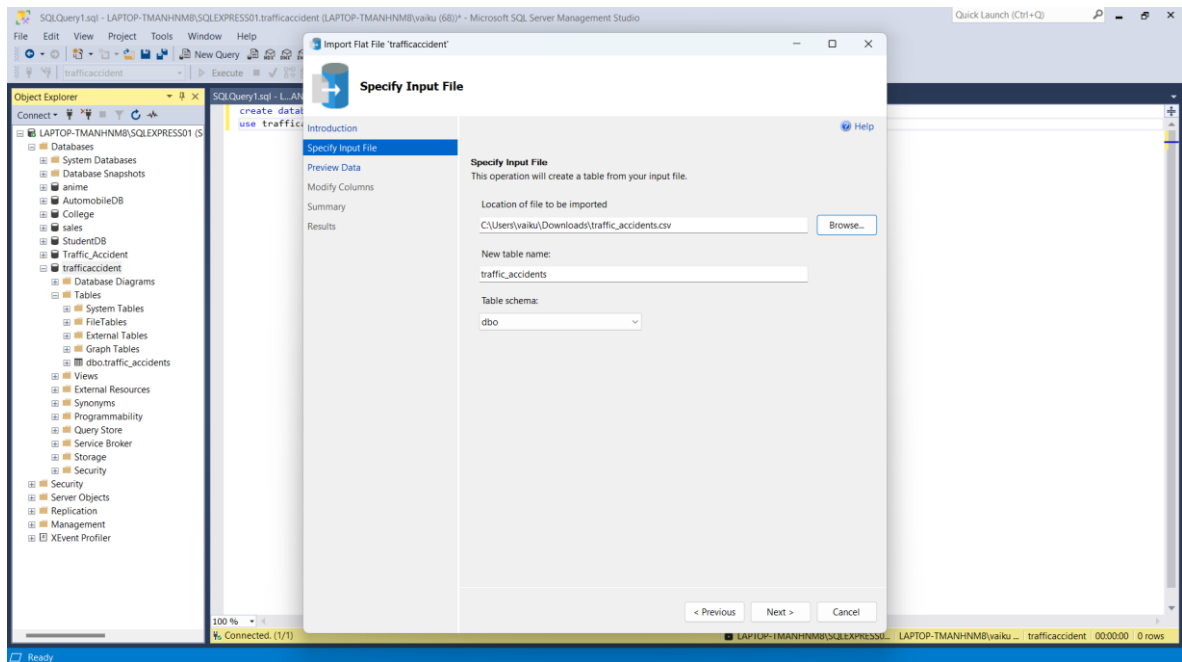 SQLQuery1.sql - LAPTOP-TMANHNM8\SQLEXPRESS01.trafficaccident (LAPTOP-TMANHNM8\vaiku (68))* - Microsoft SQL Server Management Studio
Quick Launch (Ctrl+Q)
File Edit View Project Tools Window Help
New Query
trafficaccident
Execute
Object Explorer
Connect
LAPTOP-TMANHNM8\SQLEXPRESS01 (S
Databases
System Databases
Database Snapshots
anime
AutomobileDB
College
sales
StudentDB
Traffic_Accident
trafficaccident
Database Diagrams
Tables
System Tables
FileTables
External Tables
Graph Tables
dbo.traffic_accidents
Views
External Resources
Synonyms
Programmability
Query Store
Service Broker
Storage
Security
Security
Server Objects
Replication
Management
XEvent Profiler
SQLQuery1.sql - L...AN
create datab
use traffica
Import Flat File 'trafficaccident'
Specify Input File
Introduction
Specify Input File
Preview Data
Modify Columns
Summary
Results
Help
Specify Input File
This operation will create a table from your input file.
Location of file to be imported
C:\Users\vaiku\Downloads\traffic_accidents.csv
Browse...
New table name:
traffic_accidents
Table schema:
dbo
< Previous Next > Cancel
100 %
Connected. (1/1)
LAPTOP-TMANHNM8\SQLEXPRESS0... LAPTOP-TMANHNM8\vaiku ... trafficaccident 00:00:00 0 rows
Ready